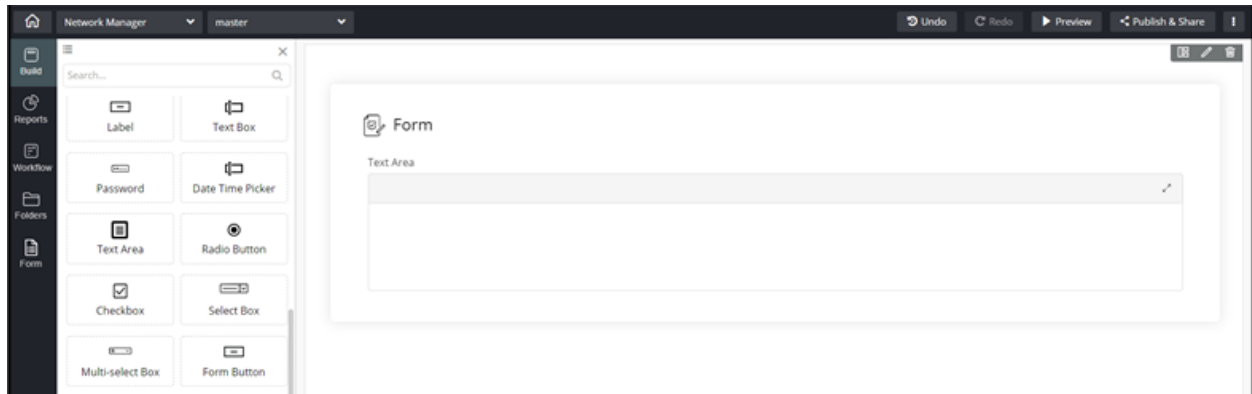 Network Manager master Undo Redo Preview Publish & Share
Build
Reports
Workflow
Folders
Form
Search...
Label Text Box
Password Date Time Picker
Text Area Radio Button
Checkbox Select Box
Multi-select Box Form Button
Form
Text Area